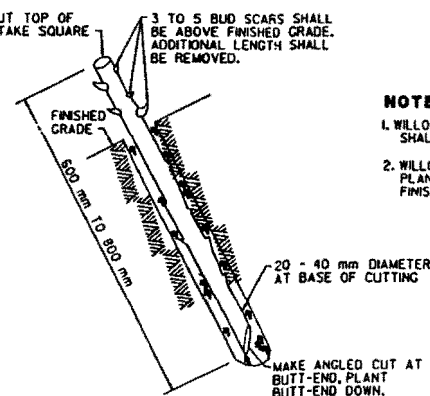 UT TOP OF
TAKE SQUARE
3 TO 5 BUD SCARS SHALL
BE ABOVE FINISHED GRADE.
ADDITIONAL LENGTH SHALL
BE REMOVED.
FINISHED
GRADE
600 mm TO 800 mm
NOTE
1. WILLO
SHAL
2. WILLO
PLAN
FINIS
20 - 40 mm DIAMETER
AT BASE OF CUTTING
MAKE ANGLED CUT AT
BUTT-END. PLANT
BUTT-END DOWN.